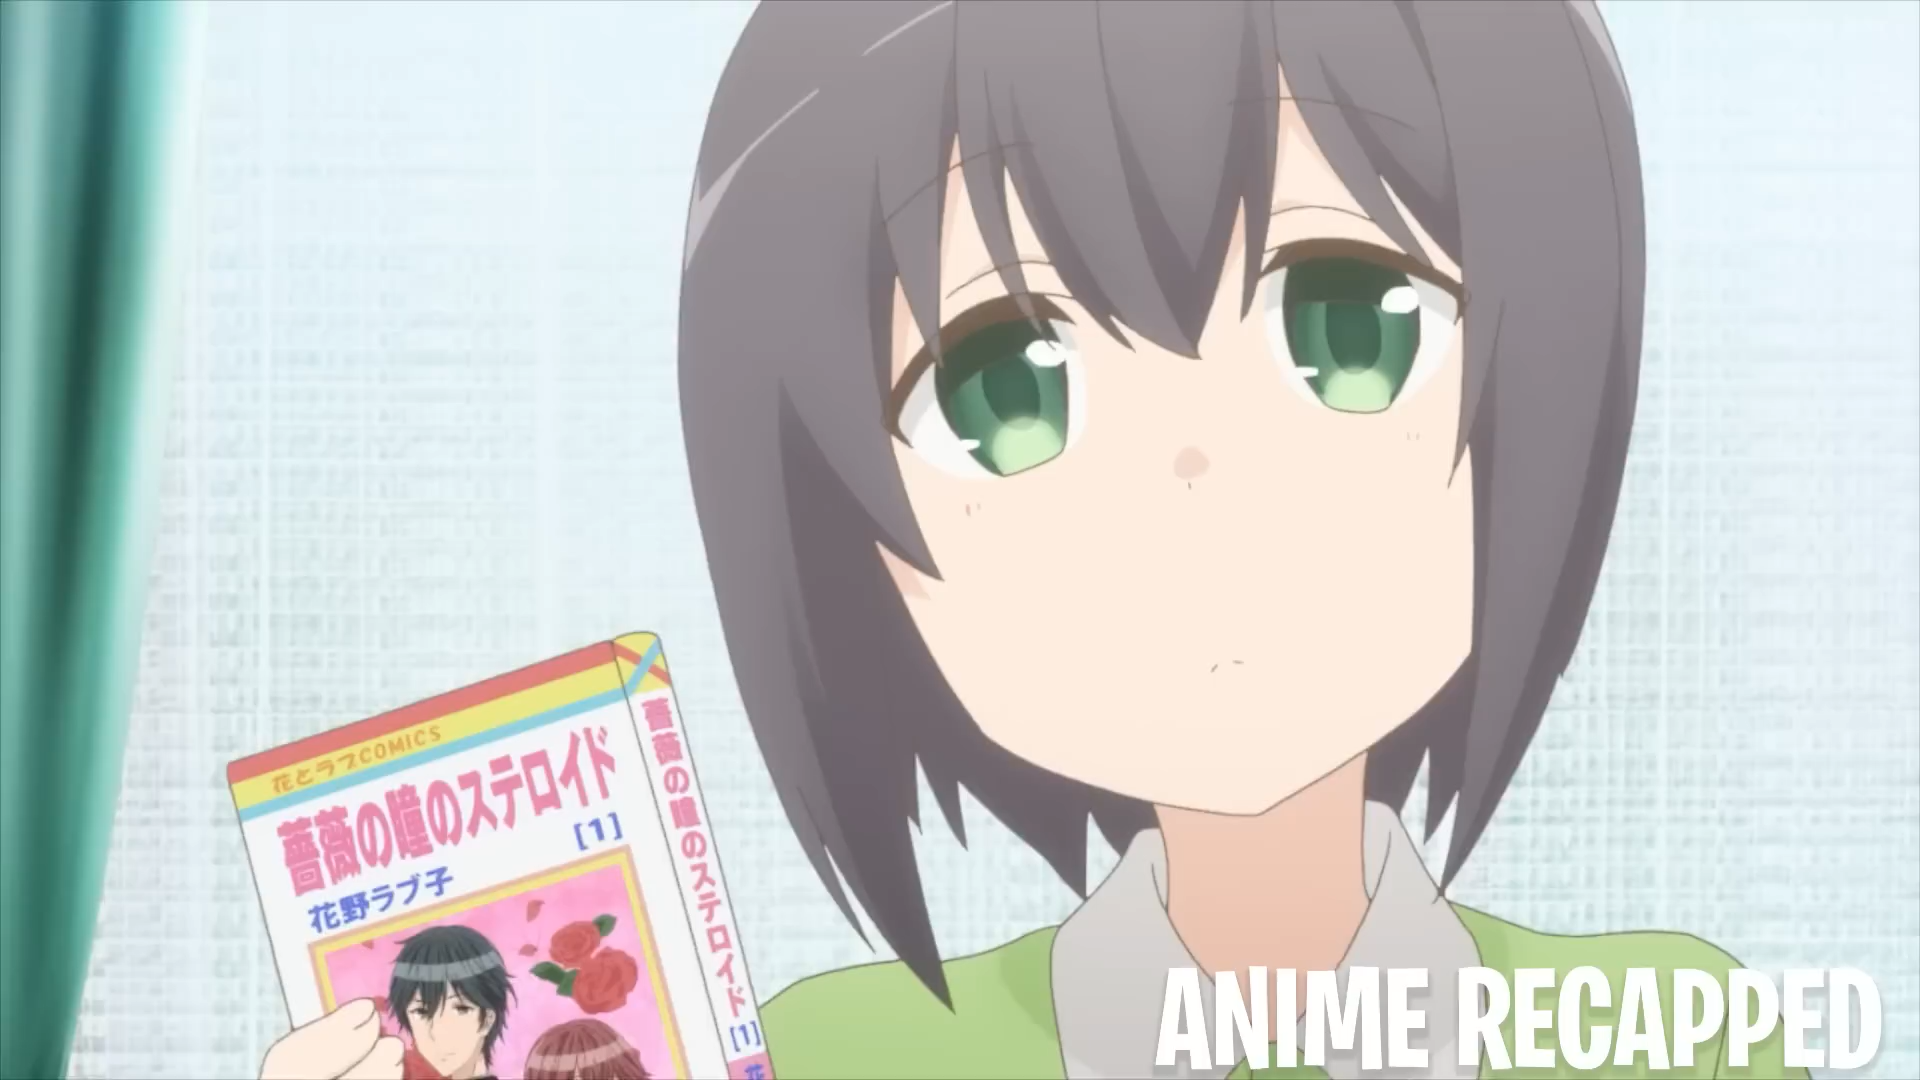 花とラブCOMICS
薔薇の瞳のステロイド
[1]
花野ラブ子
薔薇の瞳のステロイド
[1]
花
ANIME RECAPPED